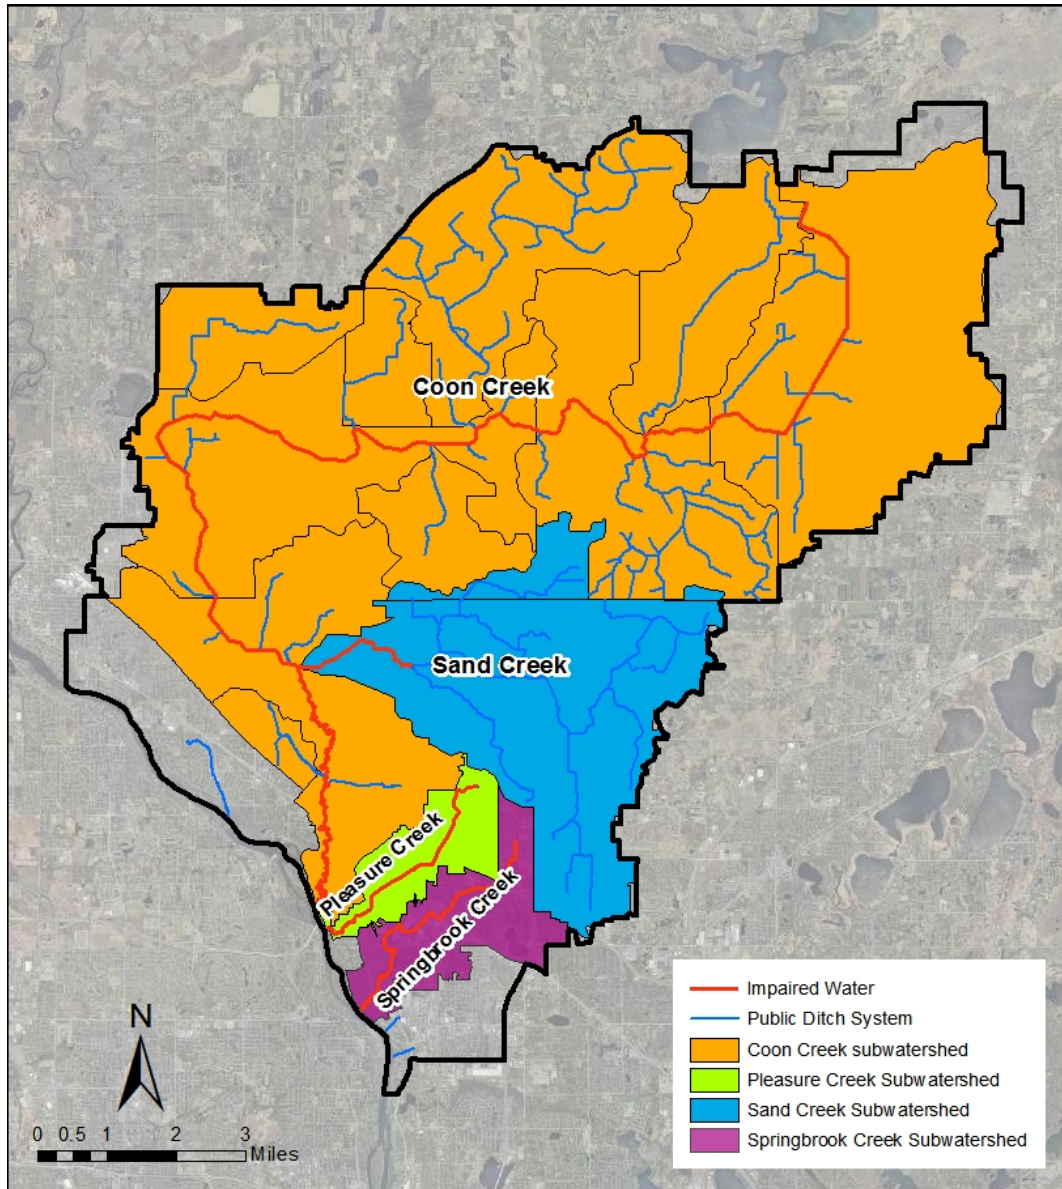 Coon Creek
Sand Creek
Pleasure Creek
Springbrook Creek
N
0 0.5 1 2 3
Miles
Impaired Water
Public Ditch System
Coon Creek subwatershed
Pleasure Creek Subwatershed
Sand Creek Subwatershed
Springbrook Creek Subwatershed